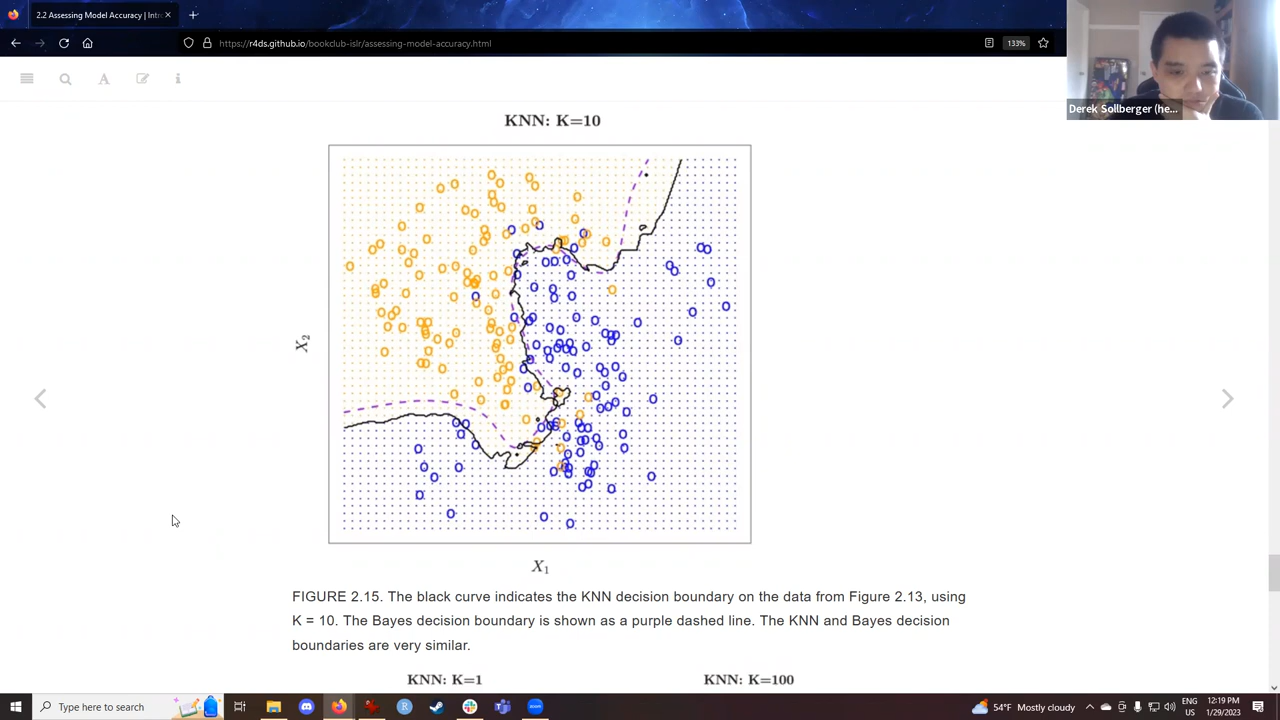 2.2 Assessing Model Accuracy | Intr
https://r4ds.github.io/bookclub-islr/assessing-model-accuracy.html
133%
Derek Sollberger (he...
KNN: K=10
X2
X1
FIGURE 2.15. The black curve indicates the KNN decision boundary on the data from Figure 2.13, using
K = 10. The Bayes decision boundary is shown as a purple dashed line. The KNN and Bayes decision
boundaries are very similar.
KNN: K=1
KNN: K=100
Type here to search
54°F Mostly cloudy
ENG
US
12:19 PM
1/29/2023